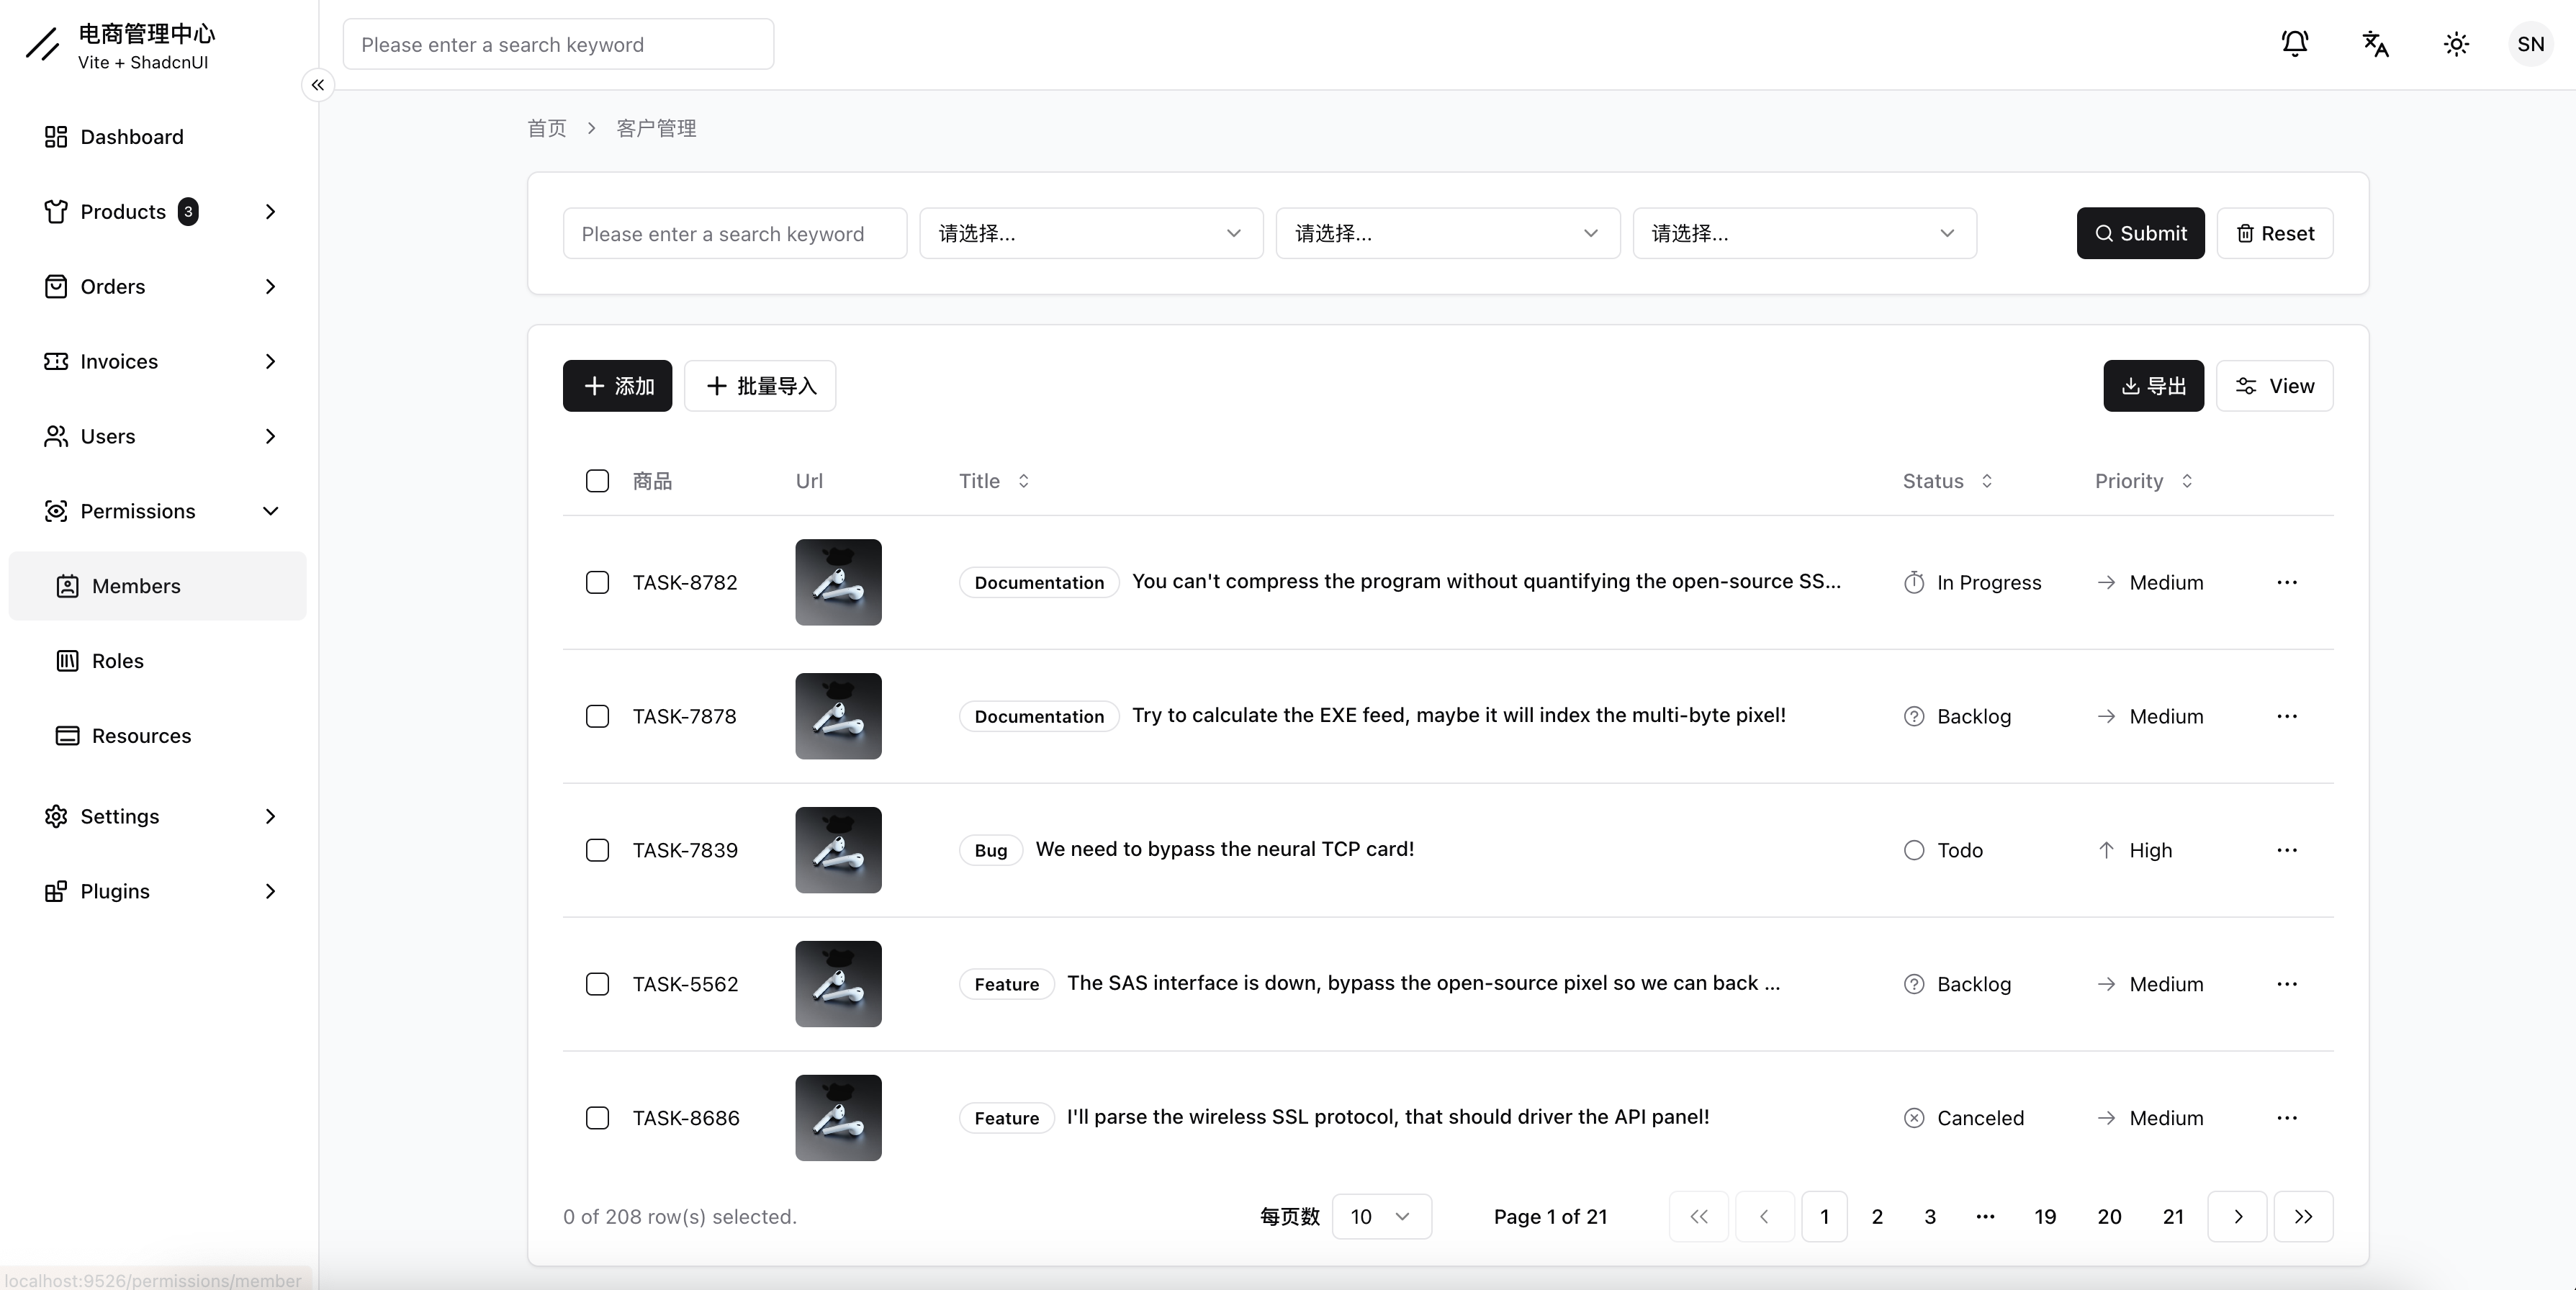 电商管理中心
Vite + ShadcnUI
Please enter a search keyword
SN
Dashboard
Products 3
Orders
Invoices
Users
Permissions
Members
Roles
Resources
Settings
Plugins
首页 > 客户管理
Please enter a search keyword 请选择... 请选择... 请选择... Submit Reset
添加 批量导入 导出 View
商品 Url Title Status Priority
TASK-8782 Documentation You can't compress the program without quantifying the open-source SS... In Progress Medium
TASK-7878 Documentation Try to calculate the EXE feed, maybe it will index the multi-byte pixel! Backlog Medium
TASK-7839 Bug We need to bypass the neural TCP card! Todo High
TASK-5562 Feature The SAS interface is down, bypass the open-source pixel so we can back ... Backlog Medium
TASK-8686 Feature I'll parse the wireless SSL protocol, that should driver the API panel! Canceled Medium
0 of 208 row(s) selected. 每页数 10 Page 1 of 21 1 2 3 ... 19 20 21
localhost:9526/permissions/member